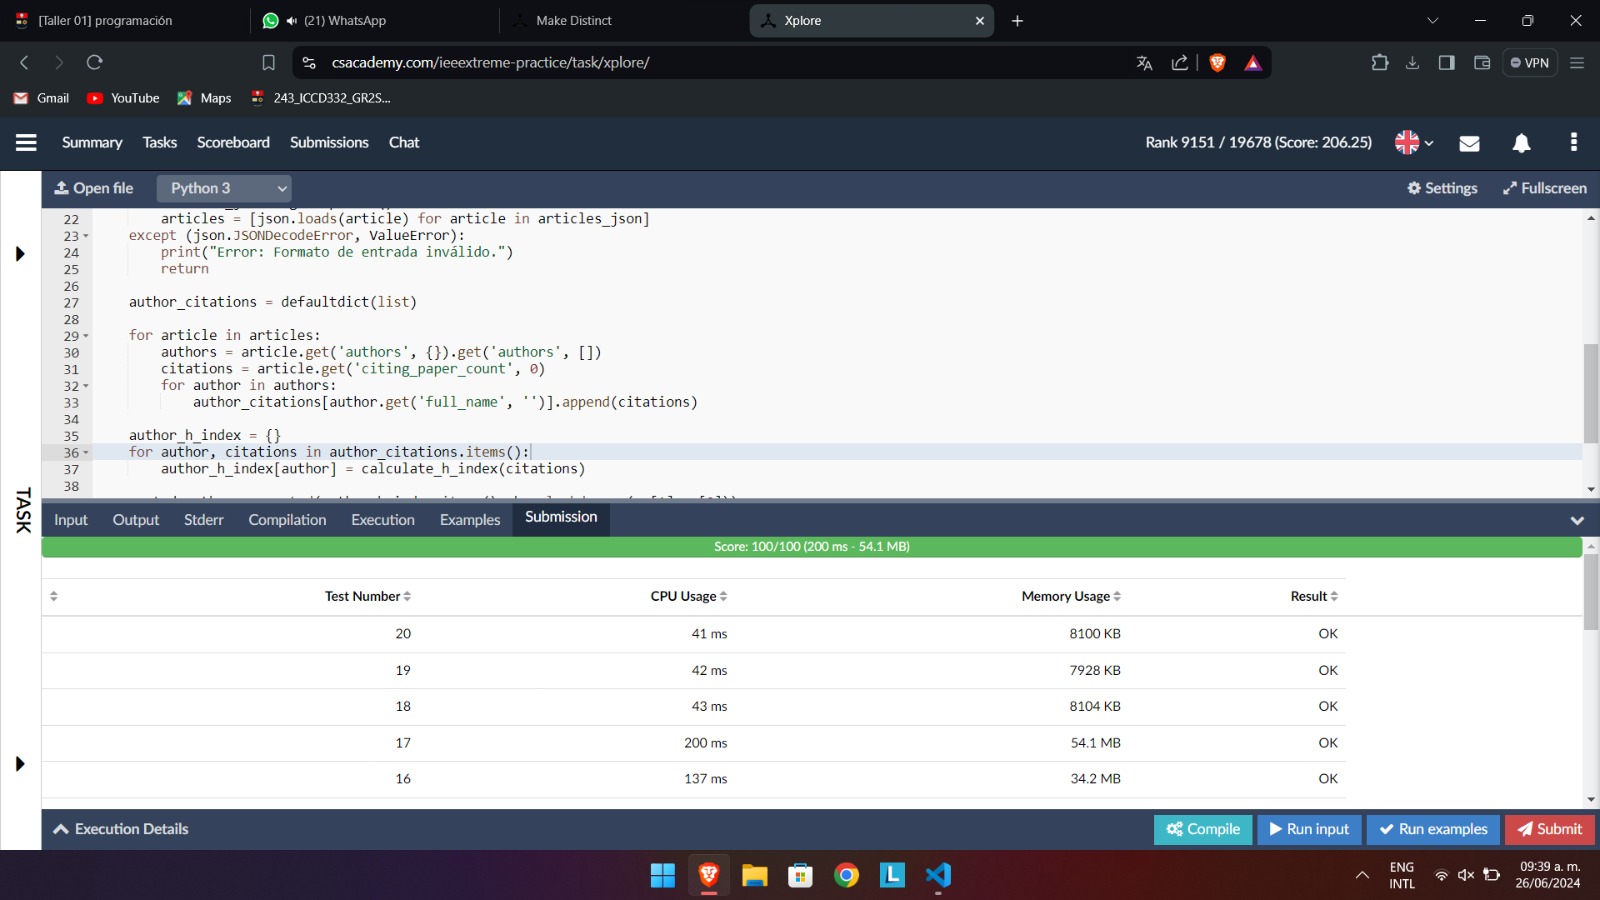 [Taller 01] programación
(21) WhatsApp
Make Distinct
Xplore
csacademy.com/ieeextreme-practice/task/xplore/
VPN
Gmail
YouTube
Maps
243_ICCD332_GR2S...
Summary
Tasks
Scoreboard
Submissions
Chat
Rank 9151 / 19678 (Score: 206.25)
Open file
Python 3
Settings
Fullscreen
22 articles = [json.loads(article) for article in articles_json]
23 except (json.JSONDecodeError, ValueError):
24 print("Error: Formato de entrada inválido.")
25 return
26
27 author_citations = defaultdict(list)
28
29 for article in articles:
30 authors = article.get('authors', {}).get('authors', [])
31 citations = article.get('citing_paper_count', 0)
32 for author in authors:
33 author_citations[author.get('full_name', '')].append(citations)
34
35 author_h_index = {}
36 for author, citations in author_citations.items():
37 author_h_index[author] = calculate_h_index(citations)
38
TASK
Input
Output
Stderr
Compilation
Execution
Examples
Submission
Score: 100/100 (200 ms - 54.1 MB)
Test Number CPU Usage Memory Usage Result
20 41 ms 8100 KB OK
19 42 ms 7928 KB OK
18 43 ms 8104 KB OK
17 200 ms 54.1 MB OK
16 137 ms 34.2 MB OK
Execution Details
Compile
Run input
Run examples
Submit
L
ENG
INTL
09:39 a. m.
26/06/2024